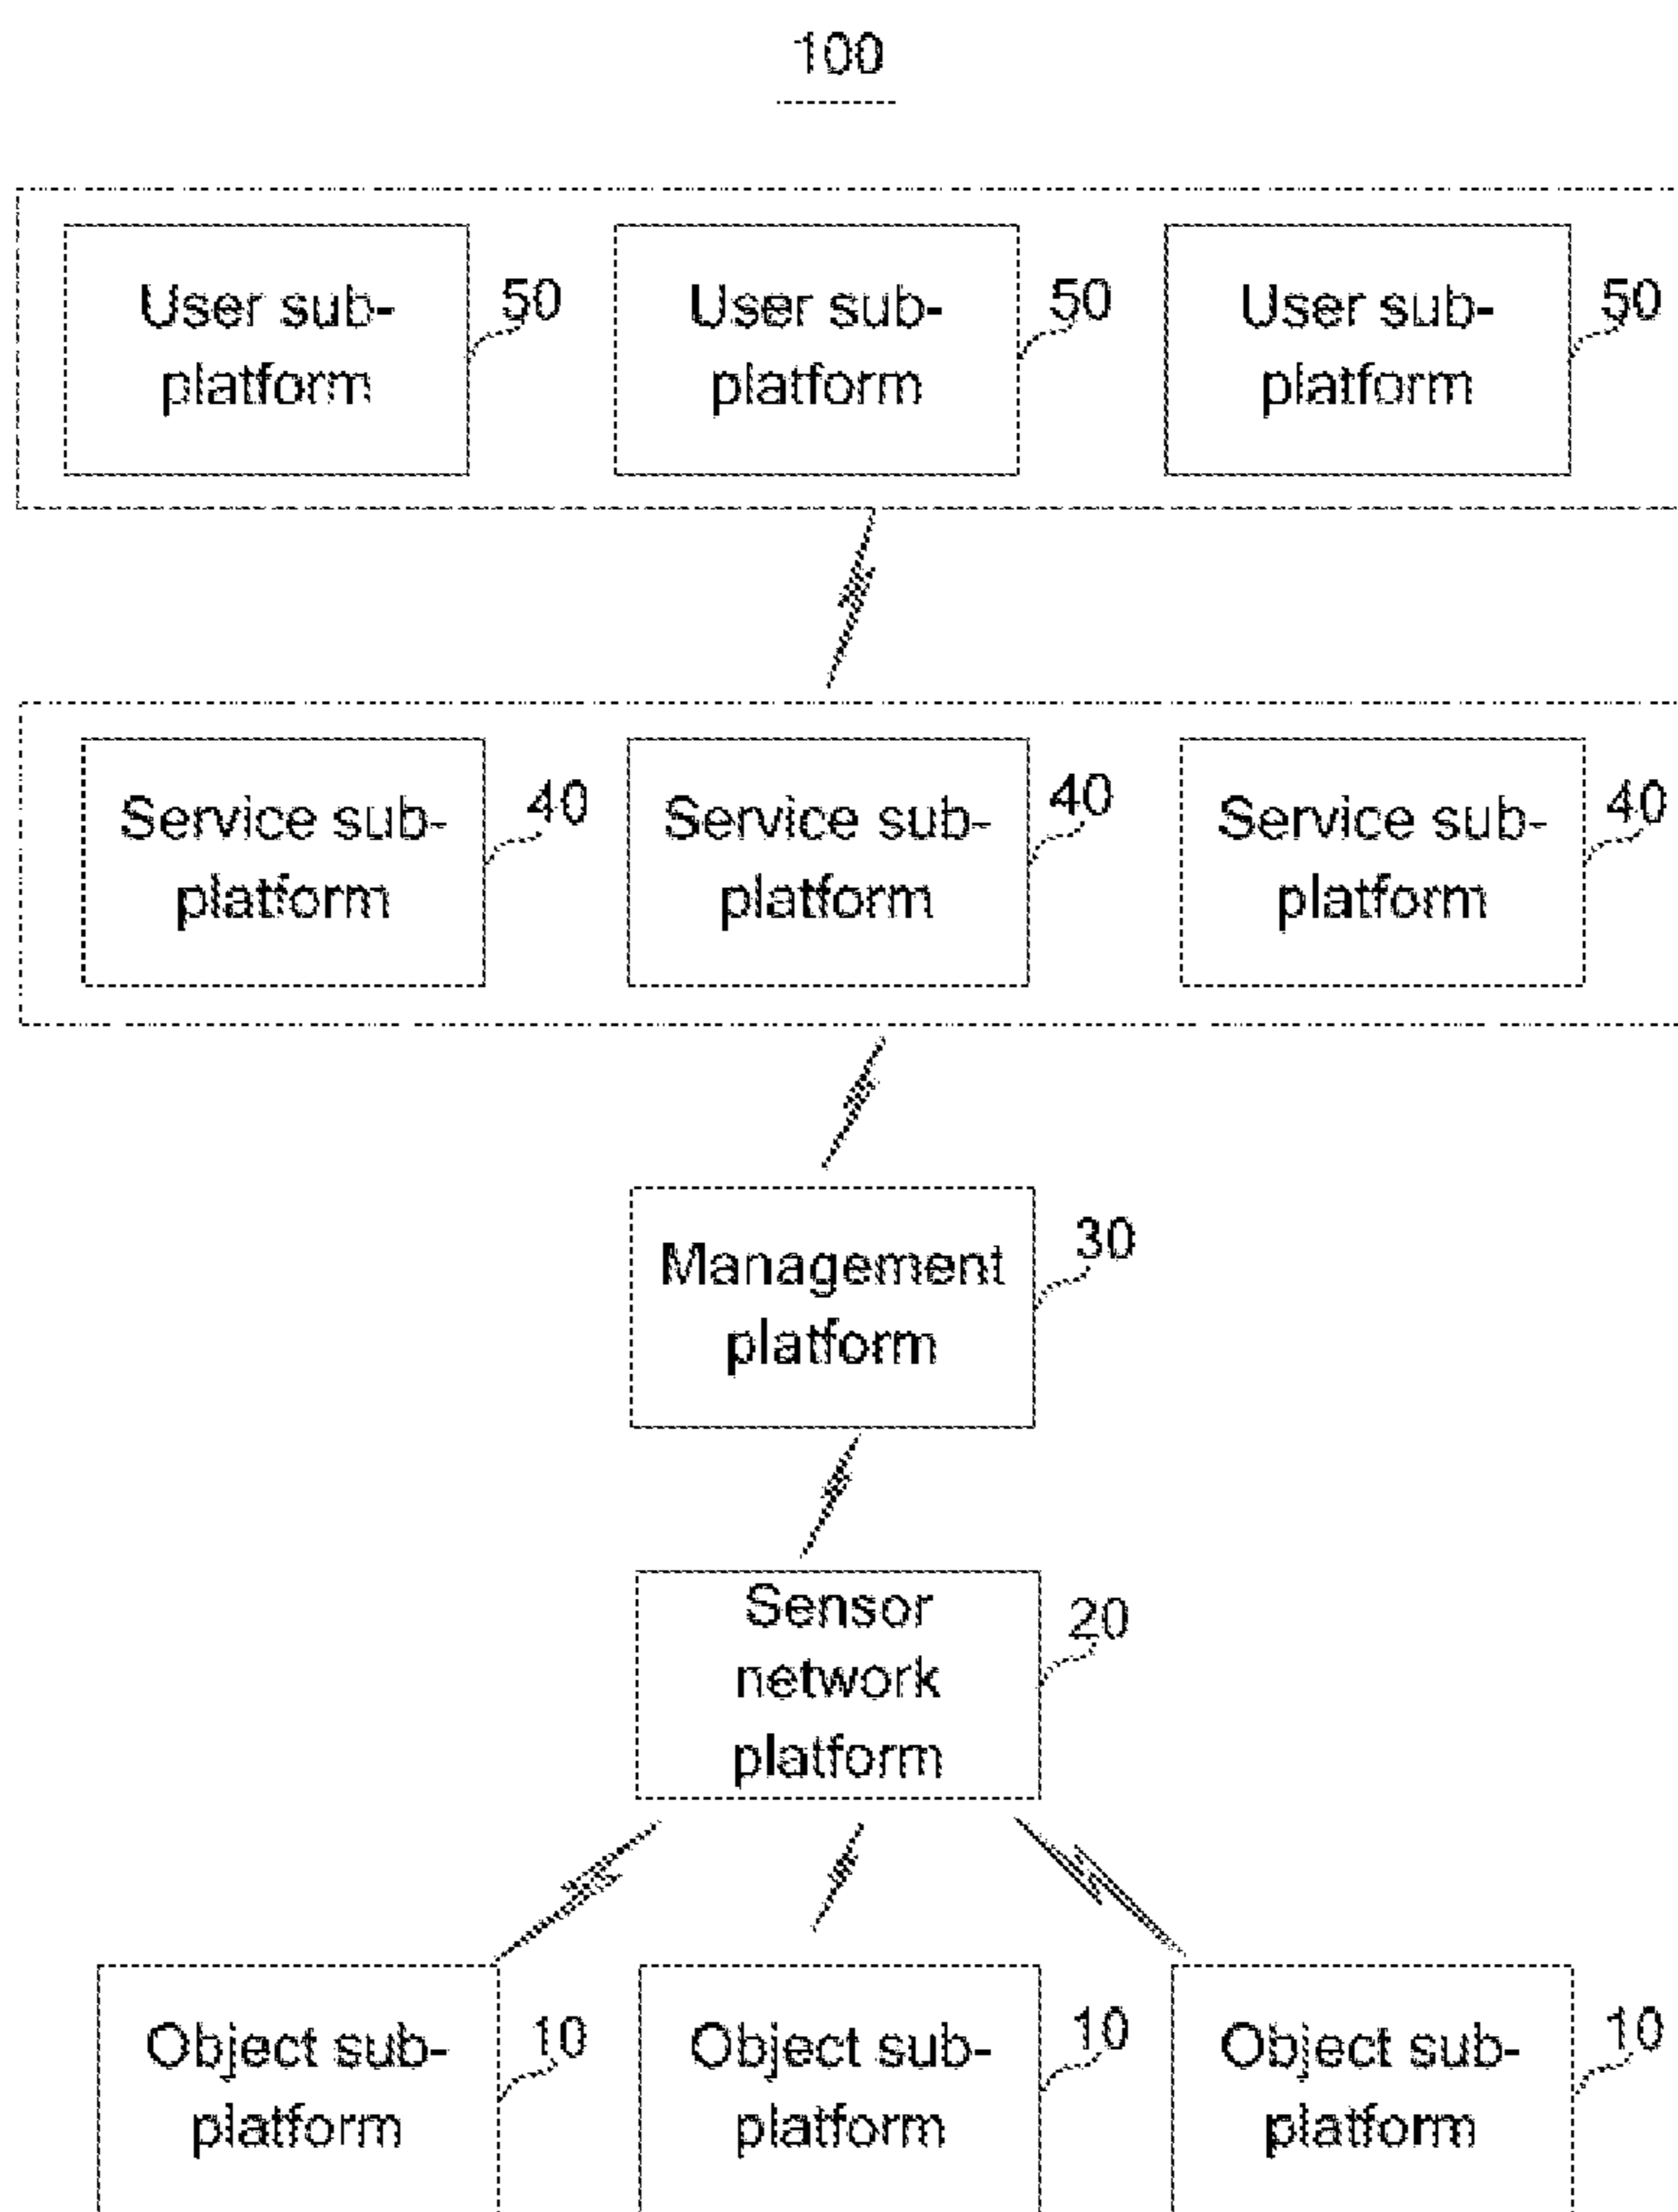 100
User sub-
platform
50
User sub-
platform
50
User sub-
platform
50
Service sub-
platform
40
Service sub-
platform
40
Service sub-
platform
40
Management
platform
30
Sensor
network
platform
20
Object sub-
platform
10
Object sub-
platform
10
Object sub-
platform
10